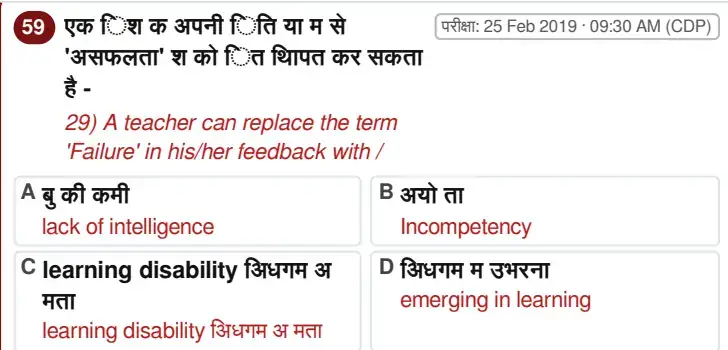 59 एक िश क अपनी िति या म से
परीक्षा: 25 Feb 2019 · 09:30 AM (CDP)
'असफलता' श को ित थािपत कर सकता
है -
29) A teacher can replace the term
'Failure' in his/her feedback with /
A बु की कमी
lack of intelligence
B अयो ता
Incompetency
C learning disability अिधगम अ
मता
learning disability अिधगम अ मता
D अिधगम म उभरना
emerging in learning